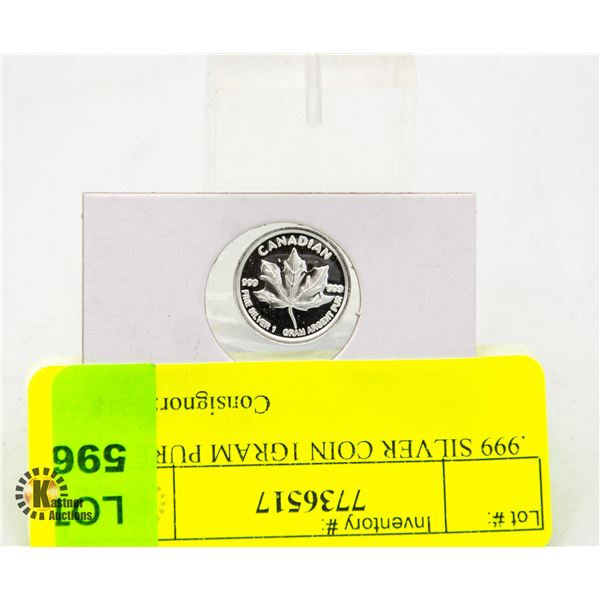 CANADIAN
999 999
FINE SILVER 1 GRAM ARGENT PUR
Consignor:
.999 SILVER COIN 1GRAM PUR
Lot #:
Inventory #:
7736517
LOT
596
Kastner
Auctions